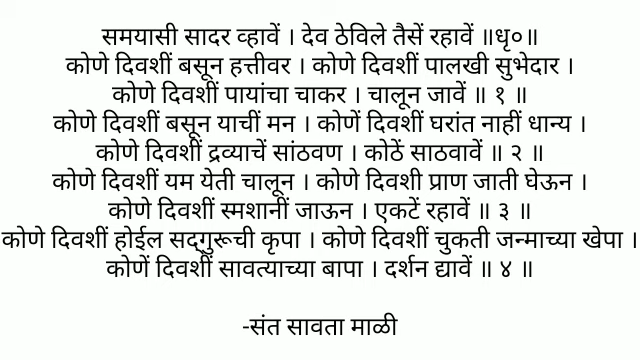 समयासी सादर व्हावें । देव ठेविले तैसें रहावें ॥धृ०॥
कोणे दिवशीं बसून हत्तीवर । कोणे दिवशीं पालखी सुभेदार ।
कोणे दिवशीं पायांचा चाकर । चालून जावें ॥ १ ॥
कोणे दिवशीं बसून याचीं मन । कोणें दिवशीं घरांत नाहीं धान्य ।
कोणे दिवशीं द्रव्याचें सांठवण । कोठें साठवावें ॥ २ ॥
कोणे दिवशीं यम येती चालून । कोणे दिवशी प्राण जाती घेऊन ।
कोणे दिवशीं स्मशानीं जाऊन । एकटें रहावें ॥ ३ ॥
कोणे दिवशीं होईल सद्‌गुरूची कृपा । कोणे दिवशीं चुकती जन्माच्या खेपा ।
कोणें दिवशीं सावत्याच्या बापा । दर्शन द्यावें ॥ ४ ॥
-संत सावता माळी